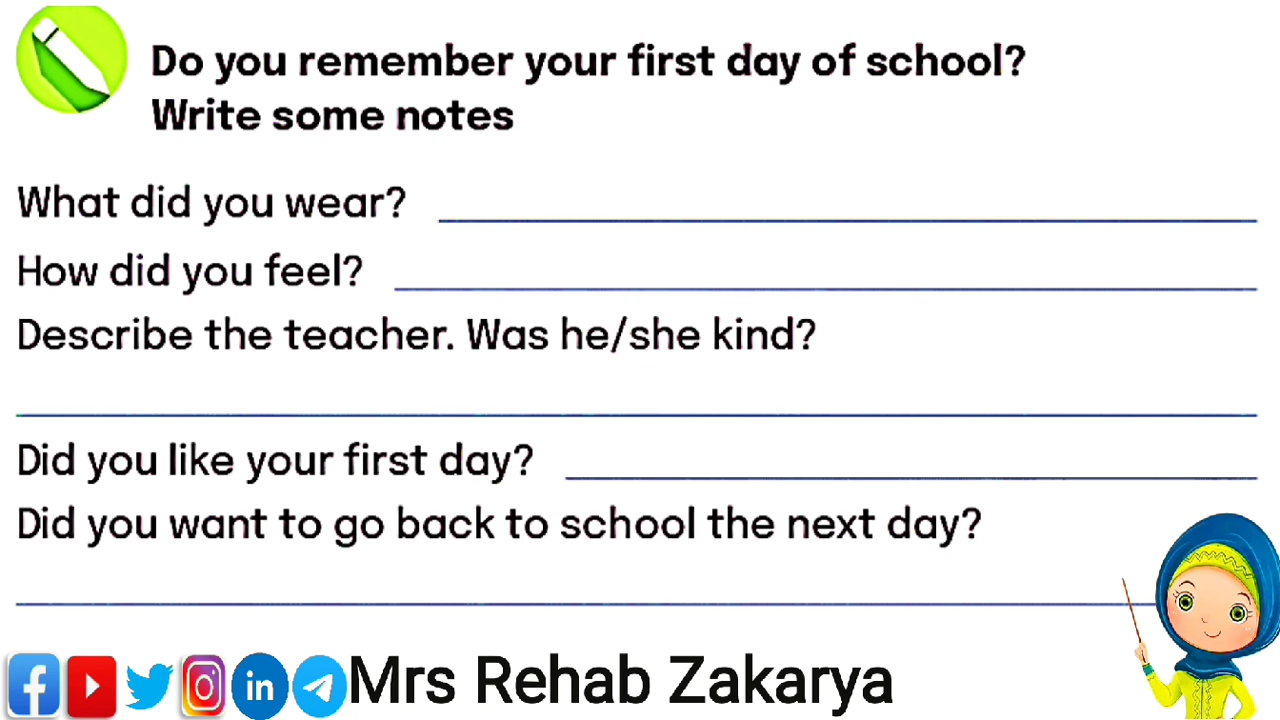 Do you remember your first day of school?
Write some notes
What did you wear?
How did you feel?
Describe the teacher. Was he/she kind?
Did you like your first day?
Did you want to go back to school the next day?
Mrs Rehab Zakarya